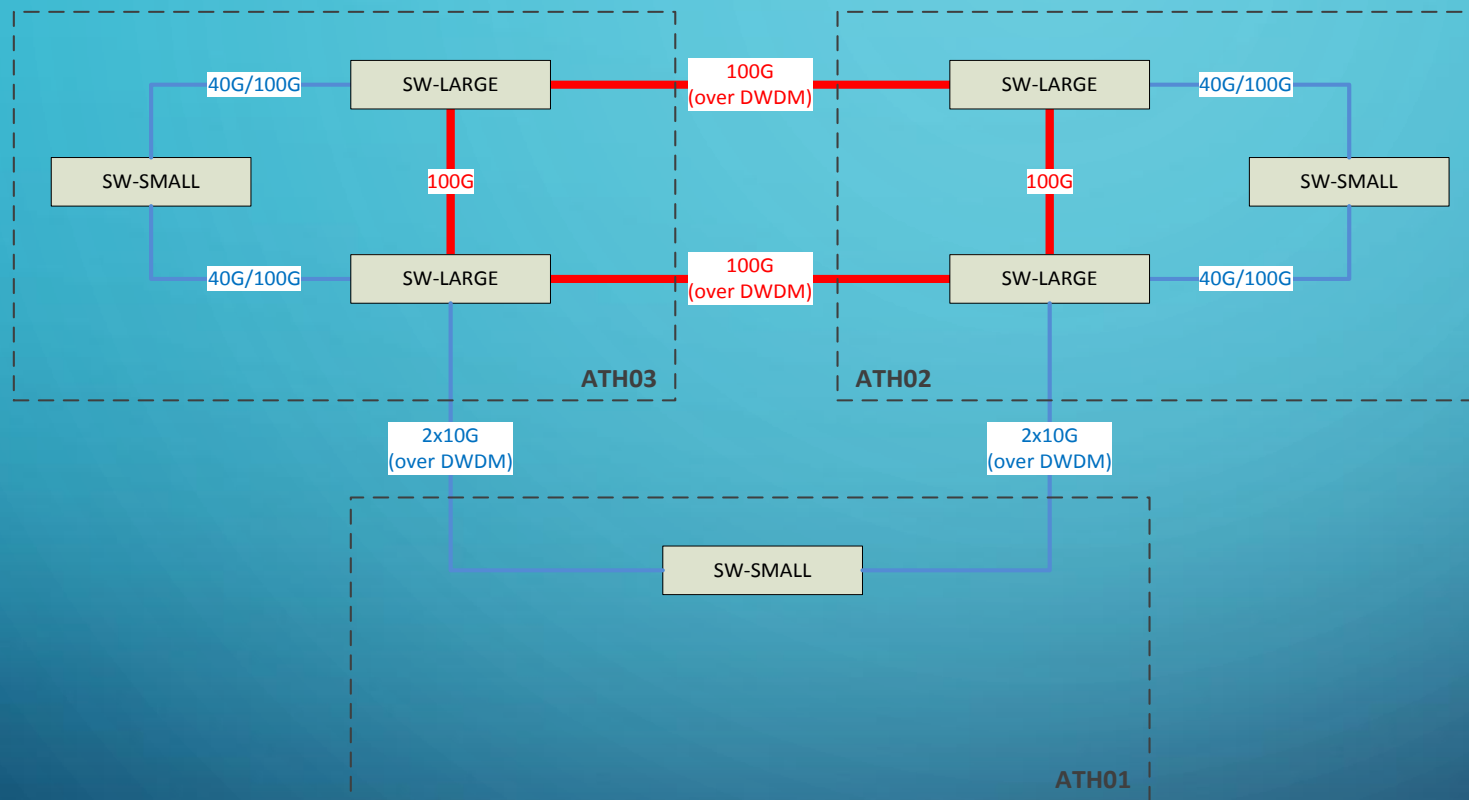 SW-LARGE
100G
(over DWDM)
SW-LARGE
40G/100G
40G/100G
SW-SMALL
100G
100G
SW-SMALL
40G/100G
SW-LARGE
100G
(over DWDM)
SW-LARGE
40G/100G
ATH03
ATH02
2x10G
(over DWDM)
2x10G
(over DWDM)
SW-SMALL
ATH01